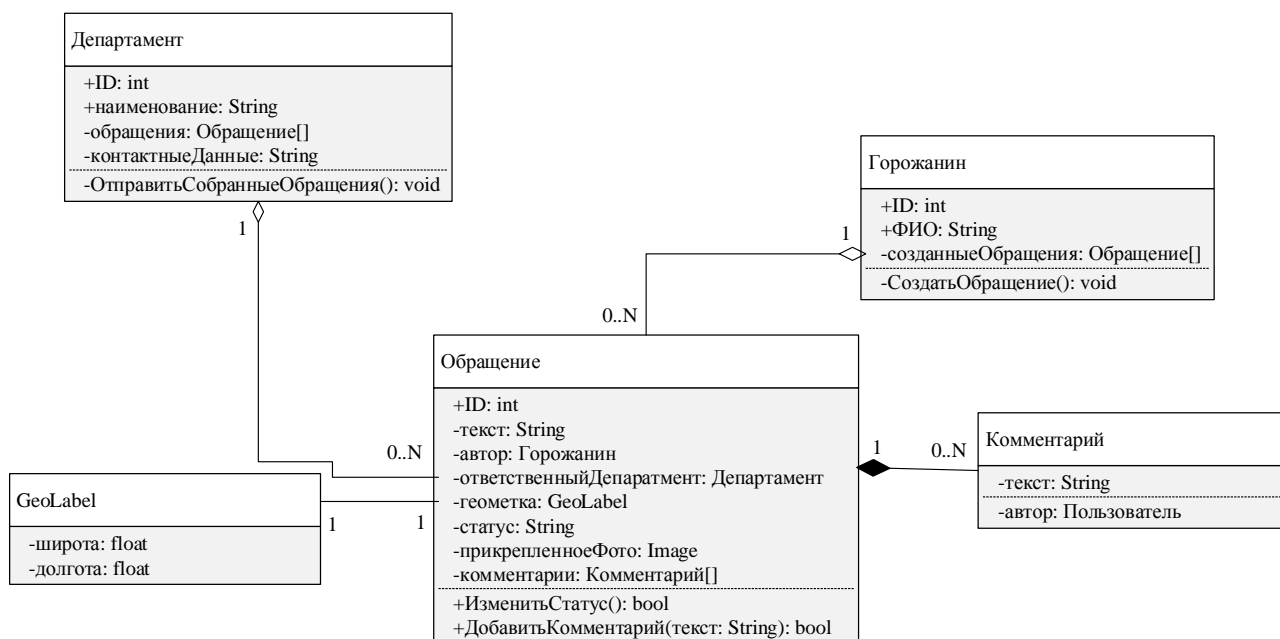 Департамент
+ID: int
+наименование: String
-обращения: Обращение[]
-контактныеДанные: String
-ОтправитьСобранныеОбращения(): void
1
Горожанин
+ID: int
+ФИО: String
-созданныеОбращения: Обращение[]
-СоздатьОбращение(): void
1
0..N
Обращение
+ID: int
-текст: String
-автор: Горожанин
-ответственныйДепаратмент: Департамент
-геометка: GeoLabel
-статус: String
-прикрепленноеФото: Image
-комментарии: Комментарий[]
+ИзменитьСтатус(): bool
+ДобавитьКомментарий(текст: String): bool
0..N
1
0..N
Комментарий
-текст: String
-автор: Пользователь
GeoLabel
-широта: float
-долгота: float
1
1